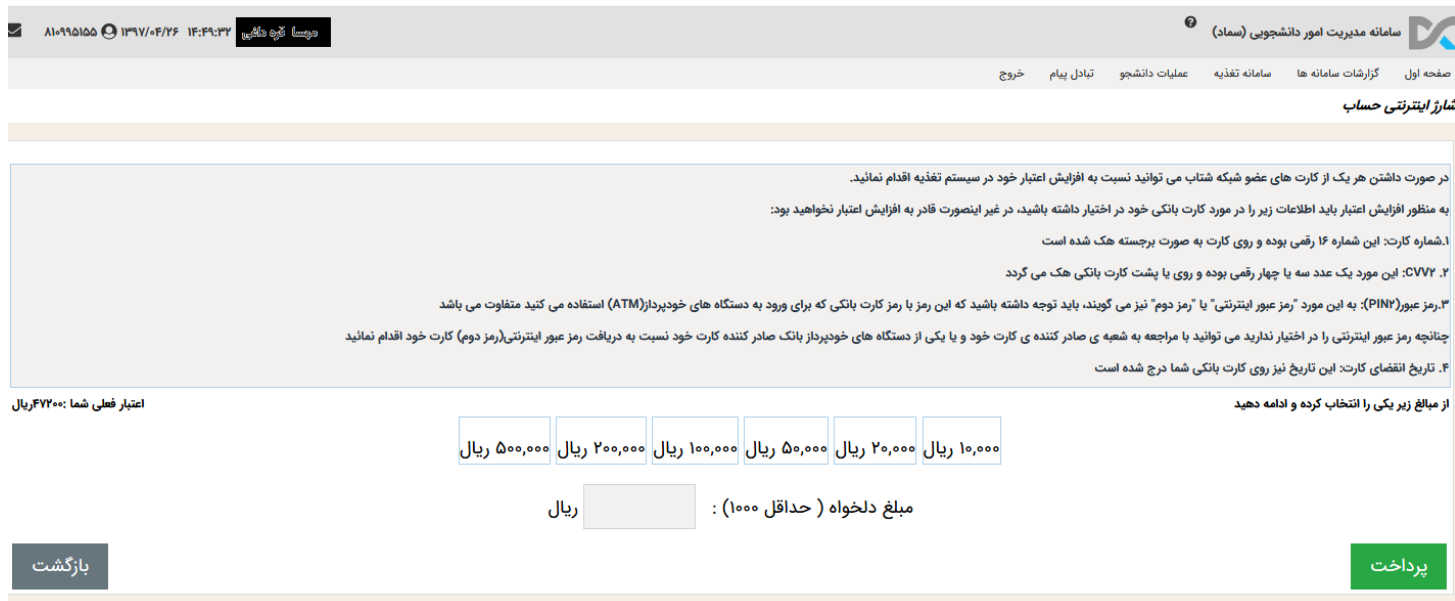 سامانه مدیریت امور دانشجویی (سماد)
مهسا قره داغی ۱۴:۴۹:۳۲ ۱۳۹۷/۰۴/۲۶ ۸۱۰۹۹۵۱۵۵
صفحه اول گزارشات سامانه ها سامانه تغذیه عملیات دانشجو تبادل پیام خروج
شارژ اینترنتی حساب
در صورت داشتن هر یک از کارت های عضو شبکه شتاب می توانید نسبت به افزایش اعتبار خود در سیستم تغذیه اقدام نمائید.
به منظور افزایش اعتبار باید اطلاعات زیر را در مورد کارت بانکی خود در اختیار داشته باشید، در غیر اینصورت قادر به افزایش اعتبار نخواهید بود:
۱.شماره کارت: این شماره ۱۶ رقمی بوده و روی کارت به صورت برجسته هک شده است
۲. CVV۲: این مورد یک عدد سه یا چهار رقمی بوده و روی یا پشت کارت بانکی هک می گردد
۳.رمز عبور(PIN۲): به این مورد "رمز عبور اینترنتی" یا "رمز دوم" نیز می گویند، باید توجه داشته باشید که این رمز با رمز کارت بانکی که برای ورود به دستگاه های خودپرداز(ATM) استفاده می کنید متفاوت می باشد
چنانچه رمز عبور اینترنتی را در اختیار ندارید می توانید با مراجعه به شعبه ی صادر کننده ی کارت خود و یا یکی از دستگاه های خودپرداز بانک صادر کننده کارت خود نسبت به دریافت رمز عبور اینترنتی(رمز دوم) کارت خود اقدام نمائید
۴. تاریخ انقضای کارت: این تاریخ نیز روی کارت بانکی شما درج شده است
از مبالغ زیر یکی را انتخاب کرده و ادامه دهید اعتبار فعلی شما :۴۷۲۰۰ریال
۱۰,۰۰۰ ریال ۲۰,۰۰۰ ریال ۵۰,۰۰۰ ریال ۱۰۰,۰۰۰ ریال ۲۰۰,۰۰۰ ریال ۵۰۰,۰۰۰ ریال
مبلغ دلخواه ( حداقل ۱۰۰۰) : ریال
پرداخت بازگشت